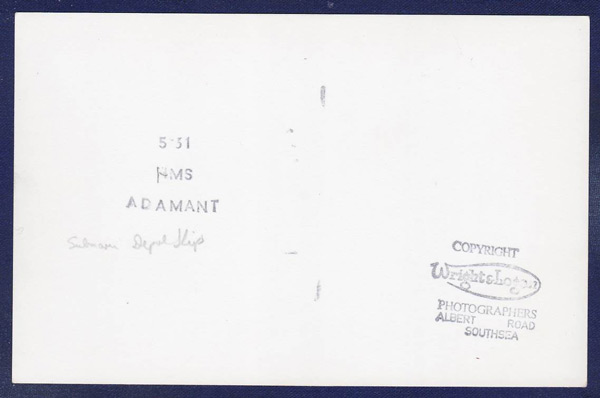 5-51
HMS
ADAMANT
Submarine Depot Ship
COPYRIGHT
Wright & Logan
PHOTOGRAPHERS
ALBERT ROAD
SOUTHSEA